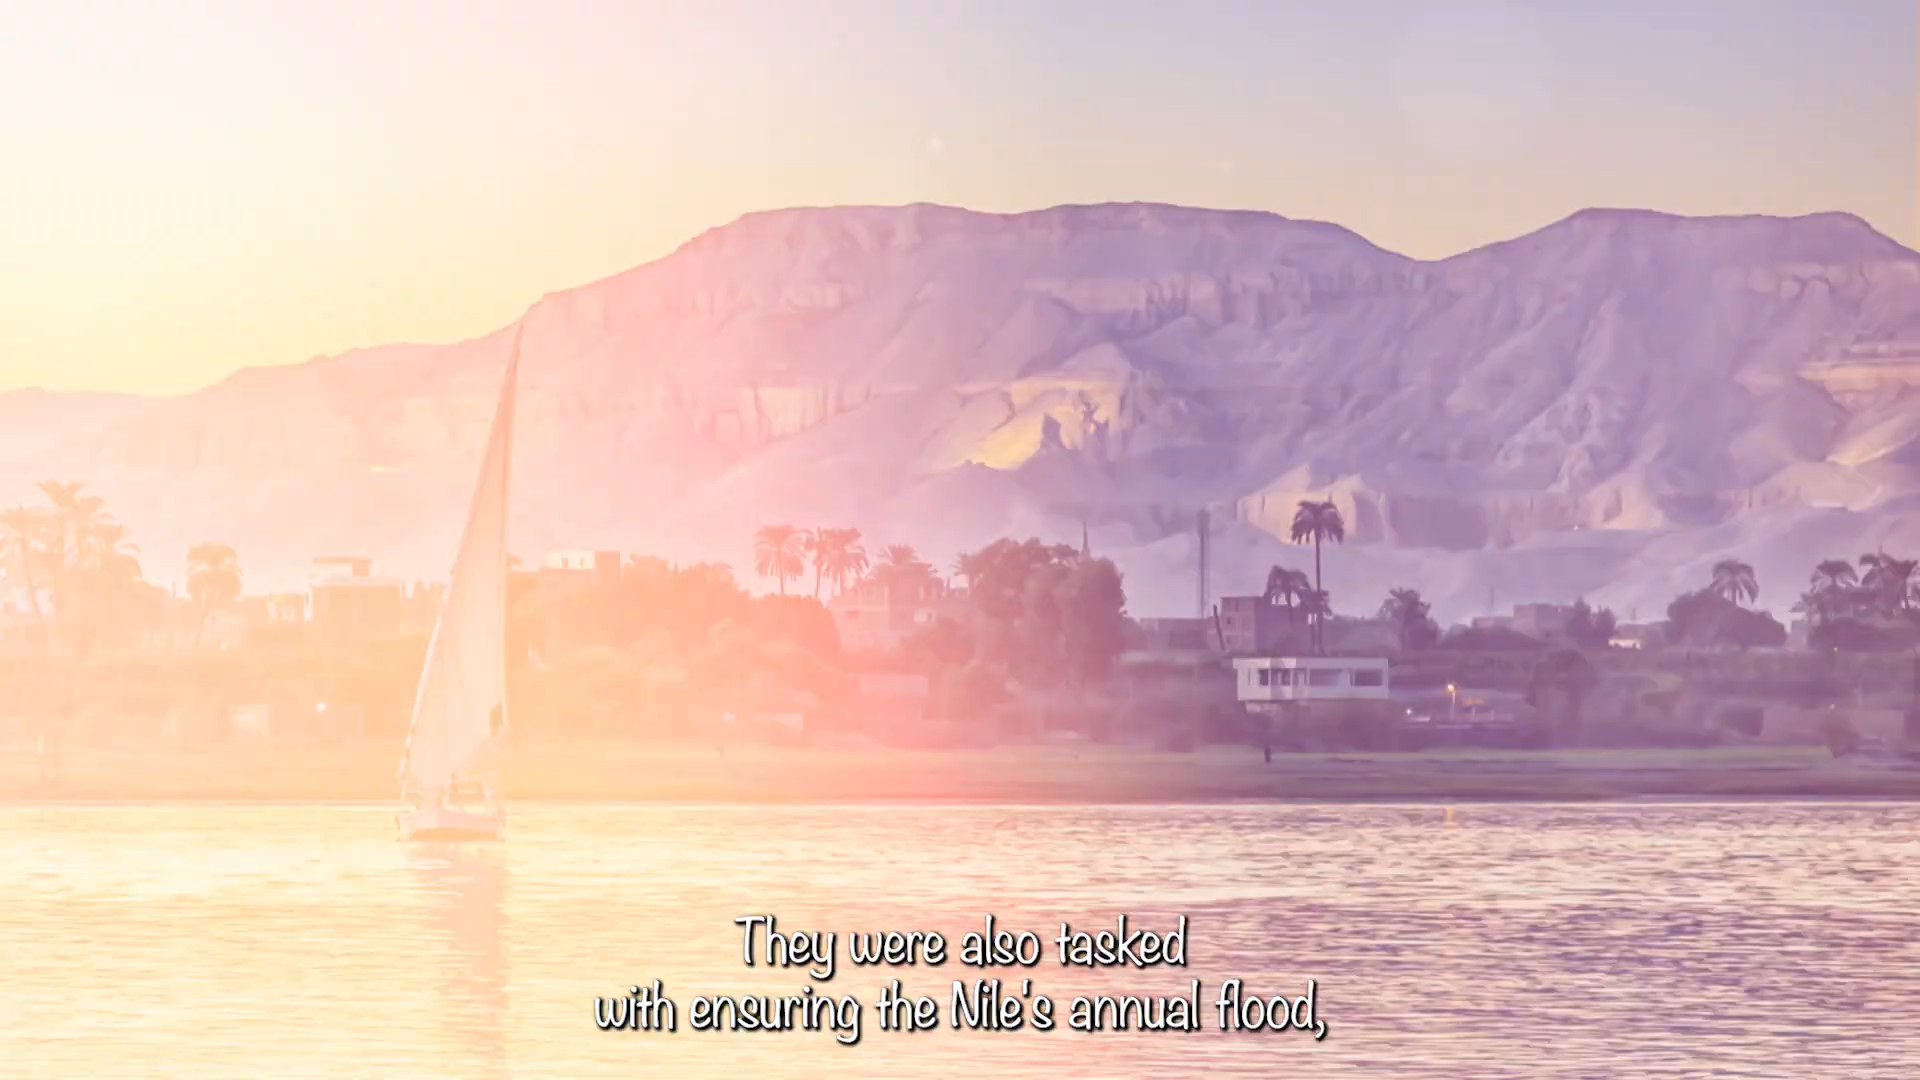 They were also tasked
with ensuring the Nile's annual flood,